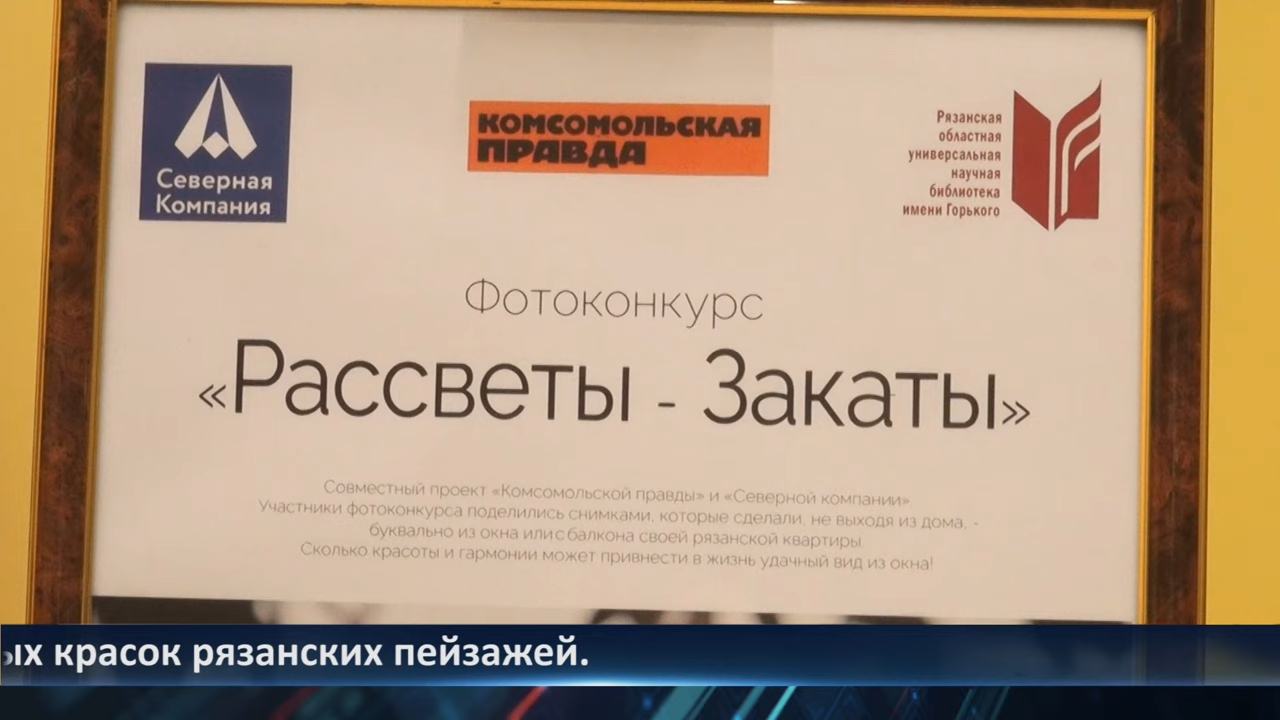 Северная
Компания
КОМСОМОЛЬСКАЯ
ПРАВДА
Рязанская
областная
универсальная
научная
библиотека
имени Горького
Фотоконкурс
«Рассветы - Закаты»
Совместный проект «Комсомольской правды» и «Северной компании»
Участники фотоконкурса поделились снимками, которые сделали, не выходя из дома, -
буквально из окна или с балкона своей рязанской квартиры
Сколько красоты и гармонии может привнести в жизнь удачный вид из окна!
ых красок рязанских пейзажей.